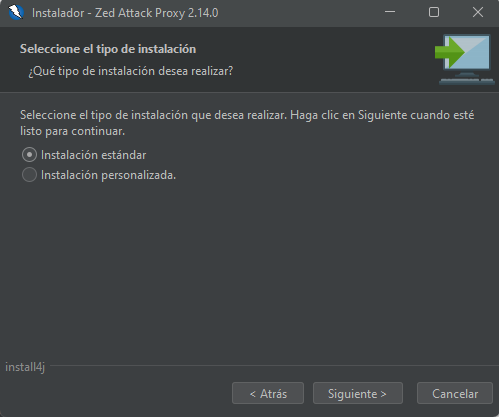 Instalador - Zed Attack Proxy 2.14.0
Seleccione el tipo de instalación
¿Qué tipo de instalación desea realizar?
Seleccione el tipo de instalación que desea realizar. Haga clic en Siguiente cuando esté
listo para continuar.
Instalación estándar
Instalación personalizada.
install4j
< Atrás
Siguiente >
Cancelar